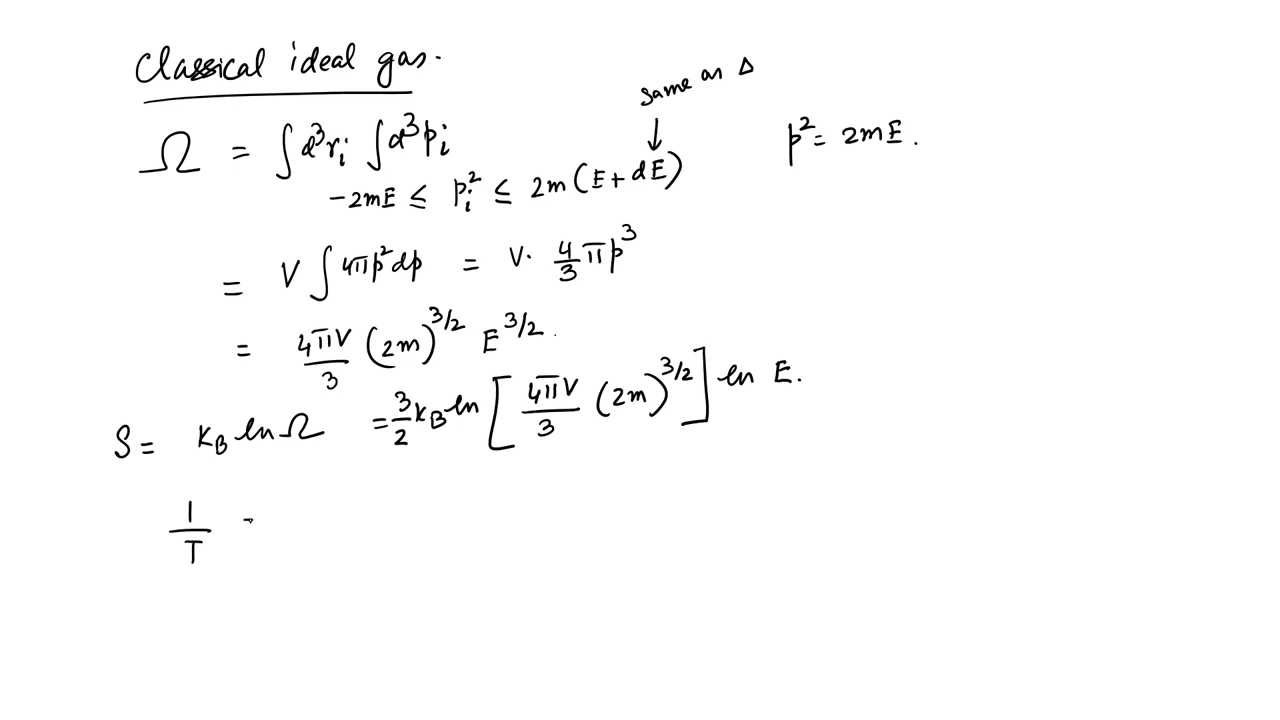 Classical ideal gas.
same as Δ
Ω = ∫d³rᵢ ∫d³pᵢ
p² = 2mE.
-2mE ≤ pᵢ² ≤ 2m(E + dE)
= V ∫ 4πp²dp = V. 4/3 πp³
= 4πV/3 (2m)^3/2 E^3/2.
S = k_B ln Ω = 3/2 k_B ln [ 4πV/3 (2m)^3/2 ] ln E.
1/T -